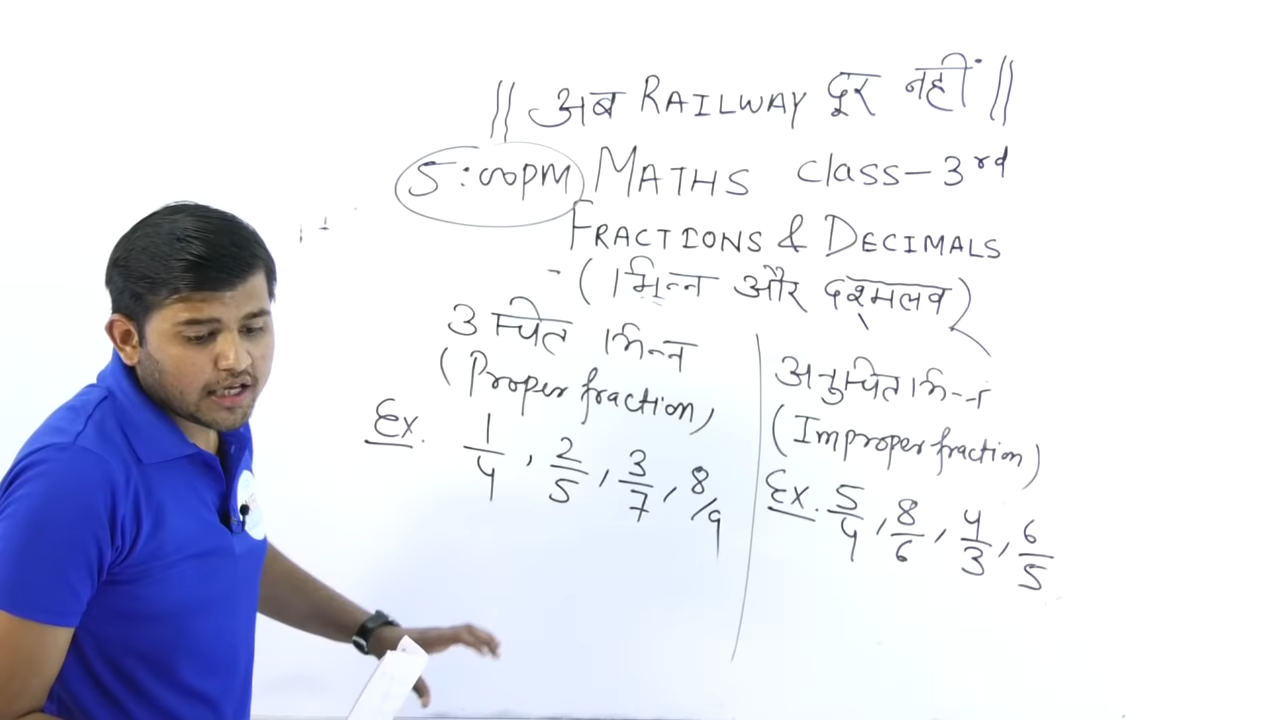 || अब RAILWAY दूर नहीं ||
5:00PM MATHS class-3rd
FRACTIONS & DECIMALS
(भिन्न और दशमलव)
उचित भिन्न
(Proper fraction)
Ex. 1/4, 2/5, 3/7, 8/9
अनुचित भिन्न
(Improper fraction)
Ex. 5/4, 8/6, 4/3, 6/5